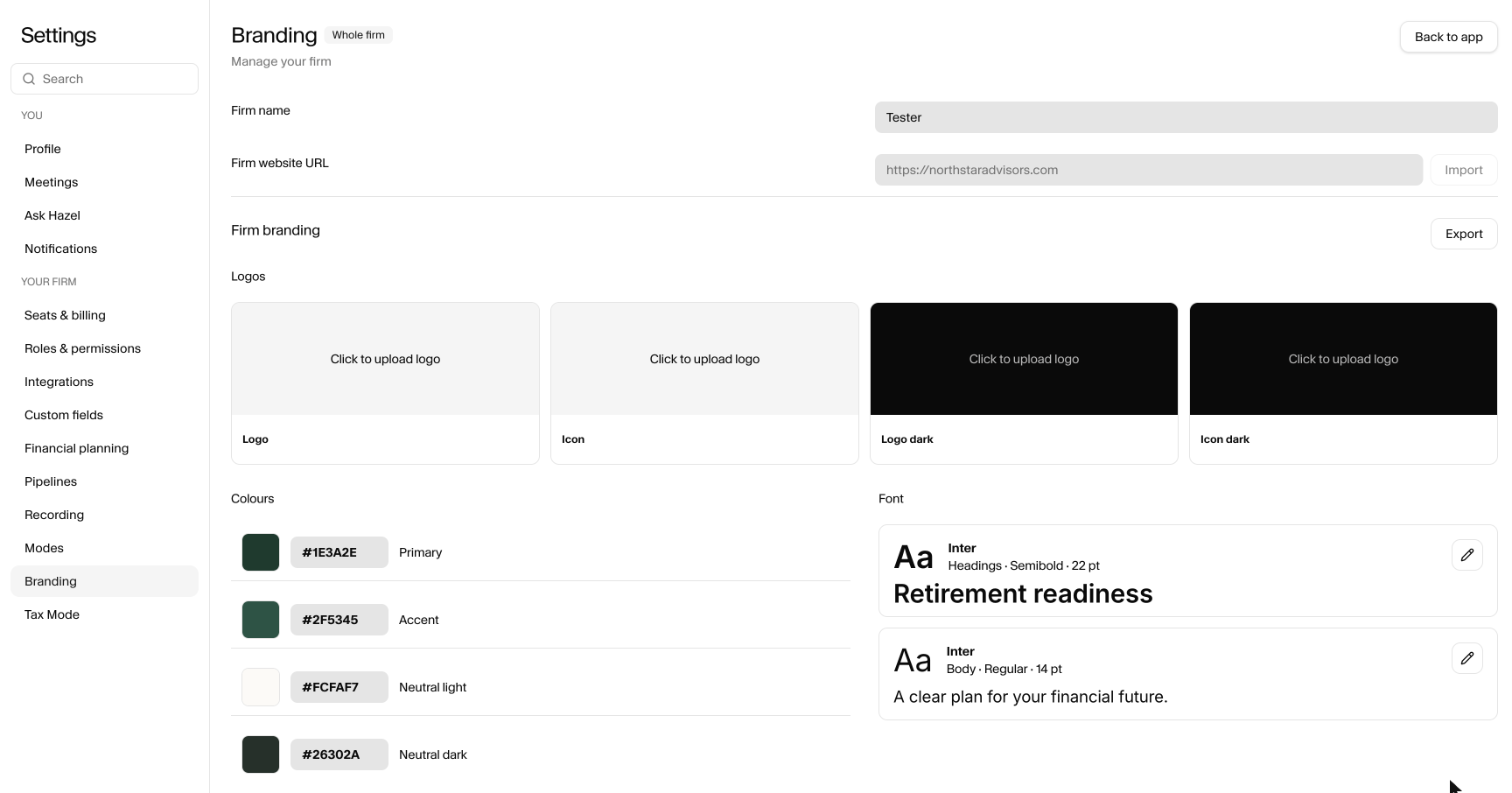 Settings
Search
YOU
Profile
Meetings
Ask Hazel
Notifications
YOUR FIRM
Seats & billing
Roles & permissions
Integrations
Custom fields
Financial planning
Pipelines
Recording
Modes
Branding
Tax Mode
Branding Whole firm
Manage your firm
Back to app
Firm name
Tester
Firm website URL
https://northstaradvisors.com Import
Firm branding
Export
Logos
Click to upload logo
Logo
Click to upload logo
Icon
Click to upload logo
Logo dark
Click to upload logo
Icon dark
Colours
#1E3A2E Primary
#2F5345 Accent
#FCFAF7 Neutral light
#26302A Neutral dark
Font
Aa
Inter
Headings · Semibold · 22 pt
Retirement readiness
Aa
Inter
Body · Regular · 14 pt
A clear plan for your financial future.